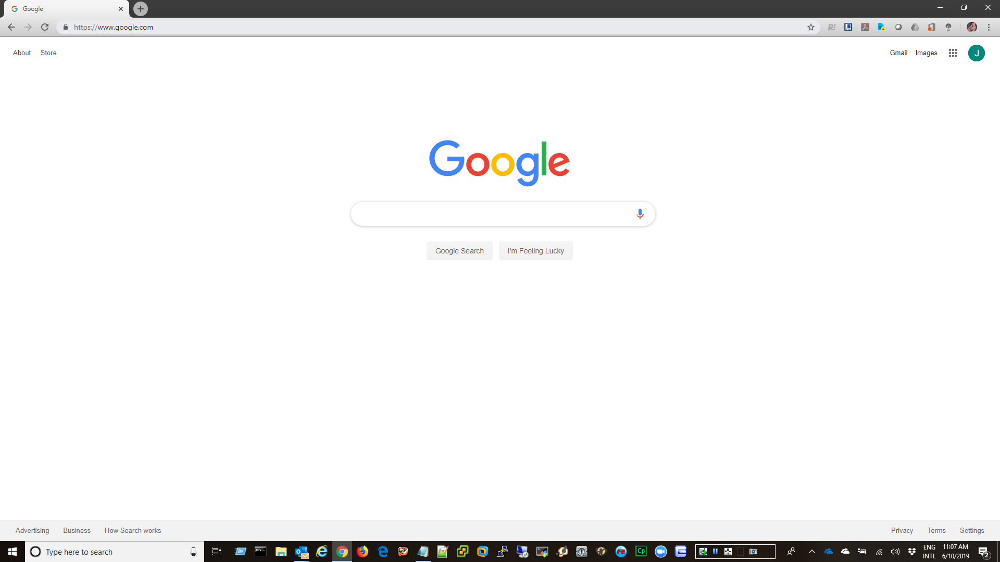 Google
https://www.google.com
R!
About Store
Gmail Images
J
Google
Google Search
I'm Feeling Lucky
Advertising Business How Search works
Privacy Terms Settings
Type here to search
Cp
ENG
INTL
11:07 AM
6/10/2019
2